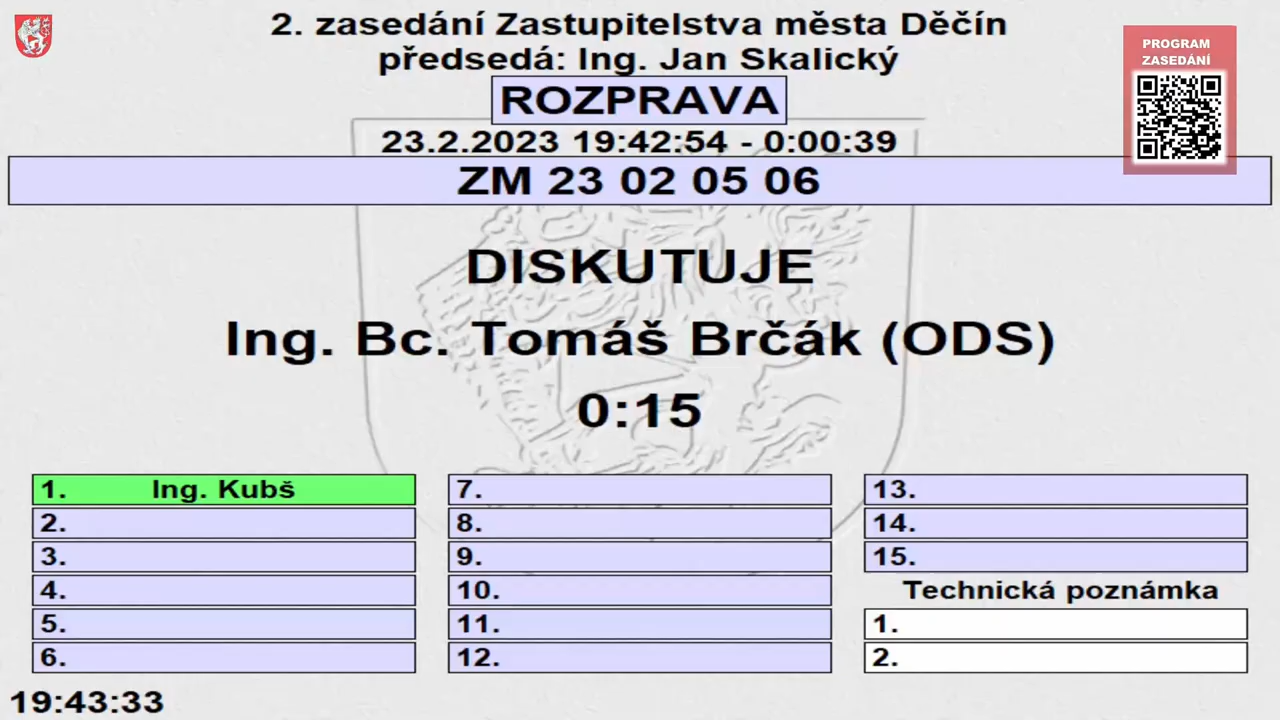 2. zasedání Zastupitelstva města Děčín
předsedá: Ing. Jan Skalický
PROGRAM
ZASEDÁNÍ
ROZPRAVA
23.2.2023 19:42:54 - 0:00:39
ZM 23 02 05 06
DISKUTUJE
Ing. Bc. Tomáš Brčák (ODS)
0:15
1. Ing. Kubš
2.
3.
4.
5.
6.
7.
8.
9.
10.
11.
12.
13.
14.
15.
Technická poznámka
1.
2.
19:43:33